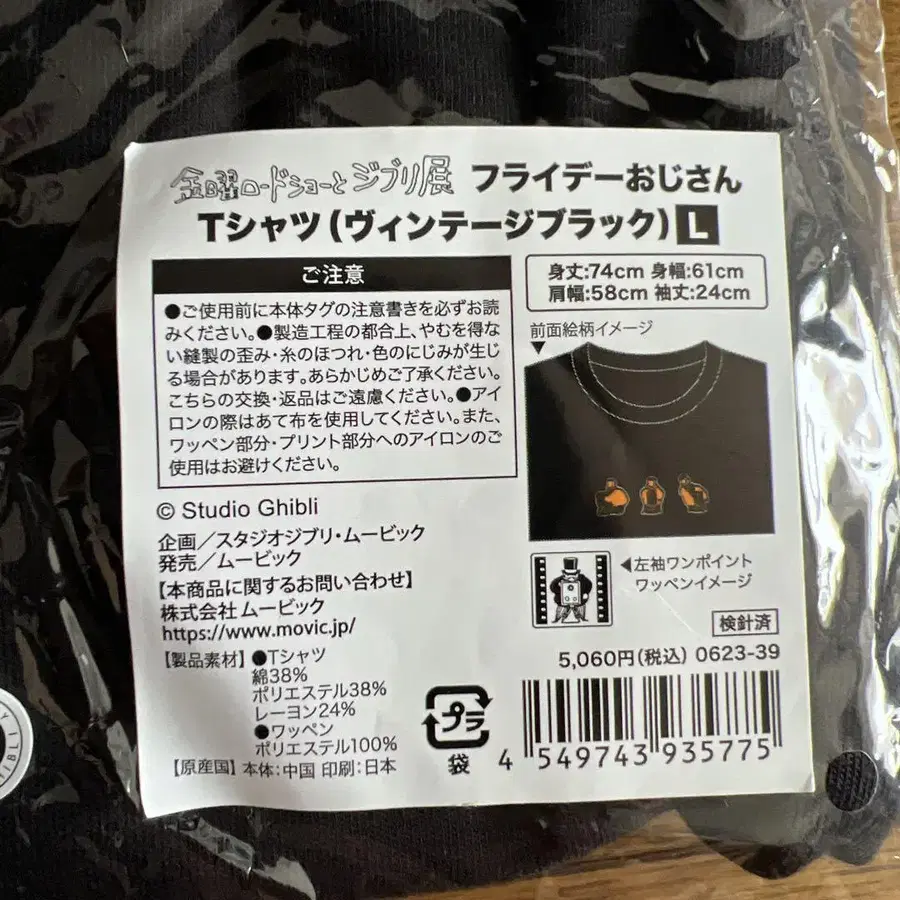 金曜ロードショーとジブリ展 フライデーおじさん
Tシャツ(ヴィンテージブラック) L
ご注意
●ご使用前に本体タグの注意書きを必ずお読
みください。●製造工程の都合上、やむを得な
い縫製の歪み・糸のほつれ・色のにじみが生じ
る場合があります。あらかじめご了承ください。
こちらの交換・返品はご遠慮ください。●アイ
ロンの際はあて布を使用してください。また、
ワッペン部分・プリント部分へのアイロンのご
使用はお避けください。
© Studio Ghibli
企画/スタジオジブリ・ムービック
発売/ムービック
【本商品に関するお問い合わせ】
株式会社 ムービック
https://www.movic.jp/
【製品素材】●Tシャツ
綿38%
ポリエステル38%
レーヨン24%
●ワッペン
ポリエステル100%
【原産国】本体:中国 印刷:日本
身丈:74cm 身幅:61cm
肩幅:58cm 袖丈:24cm
前面絵柄イメージ
▼
◀左袖ワンポイント
ワッペンイメージ
検針済
5,060円(税込) 0623-39
プラ
袋
4 549743 935775